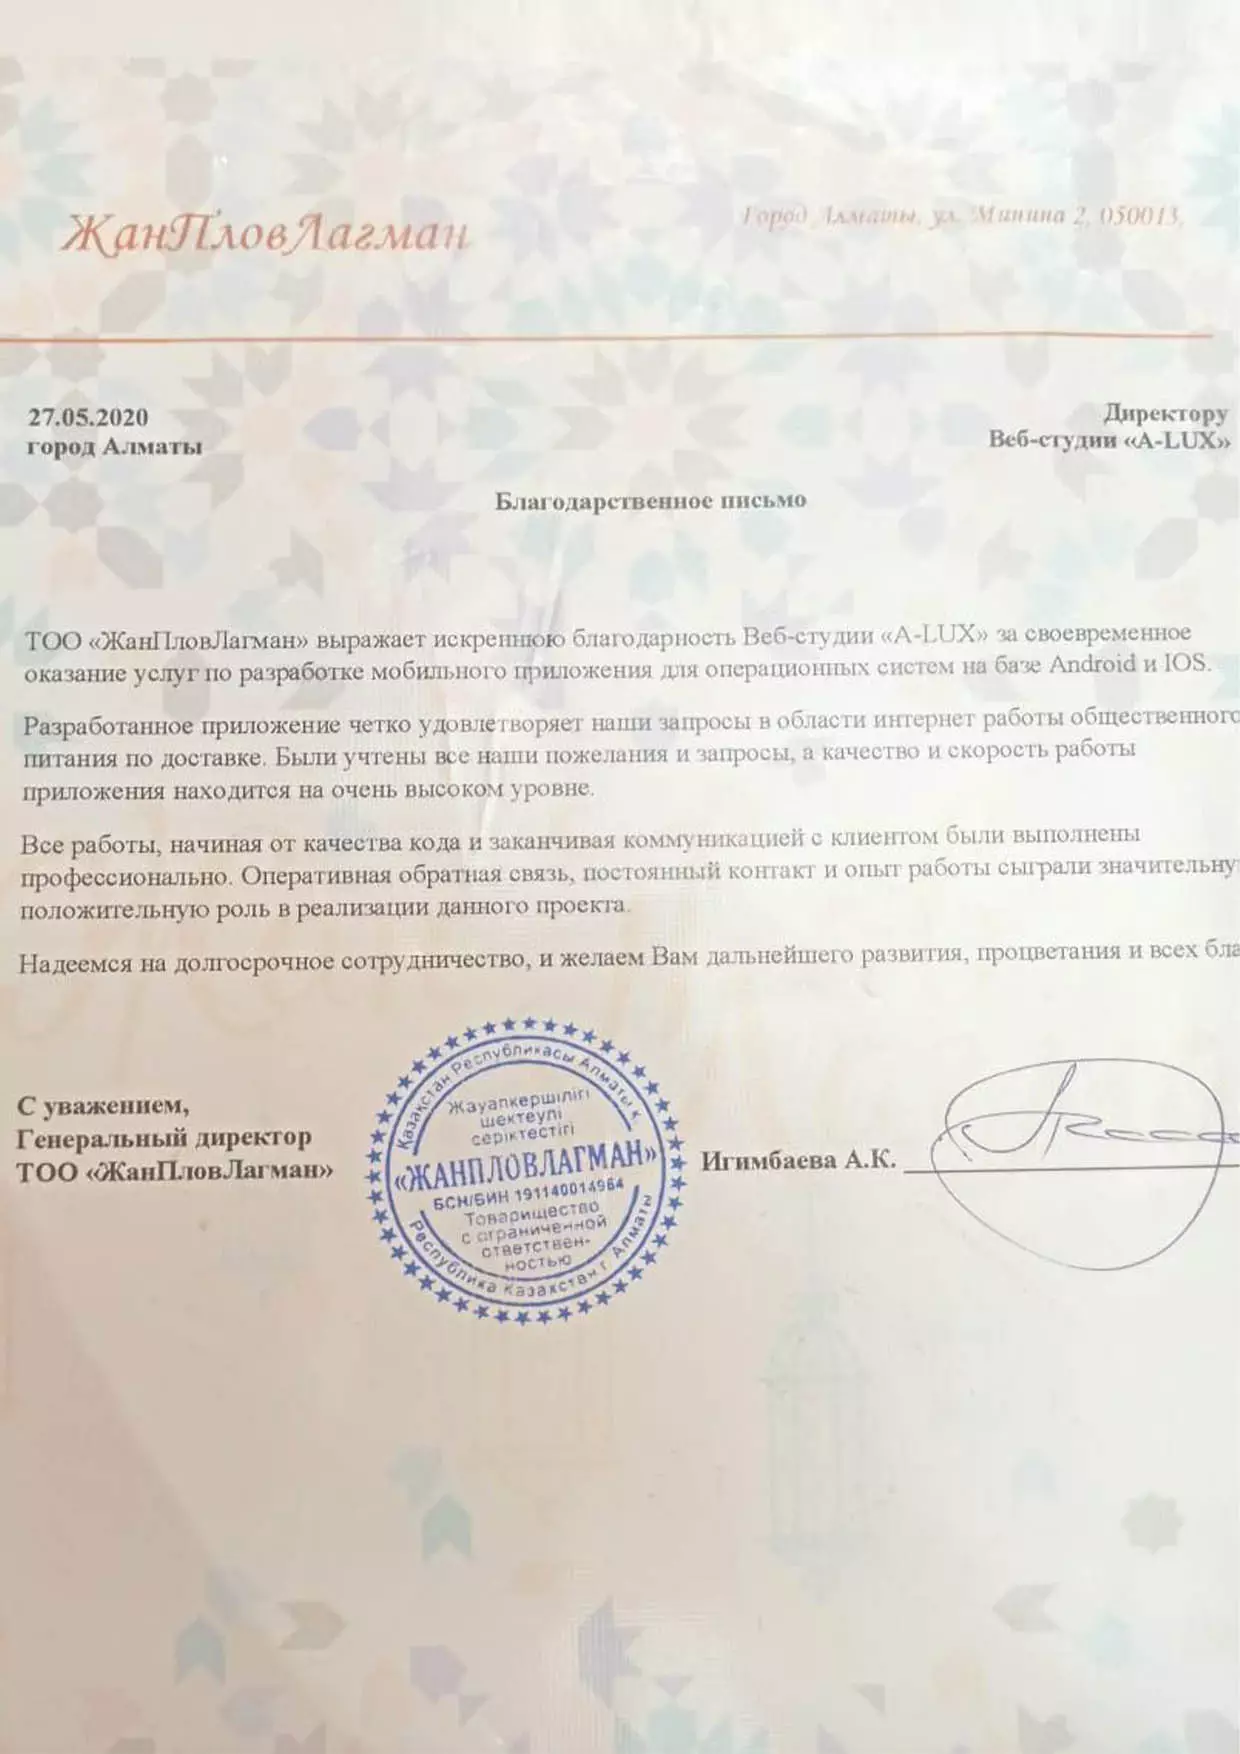 ЖанПловЛагман
Город Алматы, ул. Минина 2, 050013,
27.05.2020
город Алматы
Директору
Веб-студии «A-LUX»
Благодарственное письмо
ТОО «ЖанПловЛагман» выражает искреннюю благодарность Веб-студии «A-LUX» за своевременное
оказание услуг по разработке мобильного приложения для операционных систем на базе Android и IOS.
Разработанное приложение четко удовлетворяет наши запросы в области интернет работы общественного
питания по доставке. Были учтены все наши пожелания и запросы, а качество и скорость работы
приложения находится на очень высоком уровне.
Все работы, начиная от качества кода и заканчивая коммуникацией с клиентом были выполнены
профессионально. Оперативная обратная связь, постоянный контакт и опыт работы сыграли значительну
положительную роль в реализации данного проекта.
Надеемся на долгосрочное сотрудничество, и желаем Вам дальнейшего развития, процветания и всех бла
С уважением,
Генеральный директор
ТОО «ЖанПловЛагман»
Қазақстан Республикасы Алматы қ.
Жауапкершілігі
шектеулі
серіктестігі
«ЖАНПЛОВЛАГМАН»
БСН/БИН 191140014964
Товарищество
с ограниченной
ответствен-
ностью
Республика Казахстан г. Алматы
Игимбаева А.К.